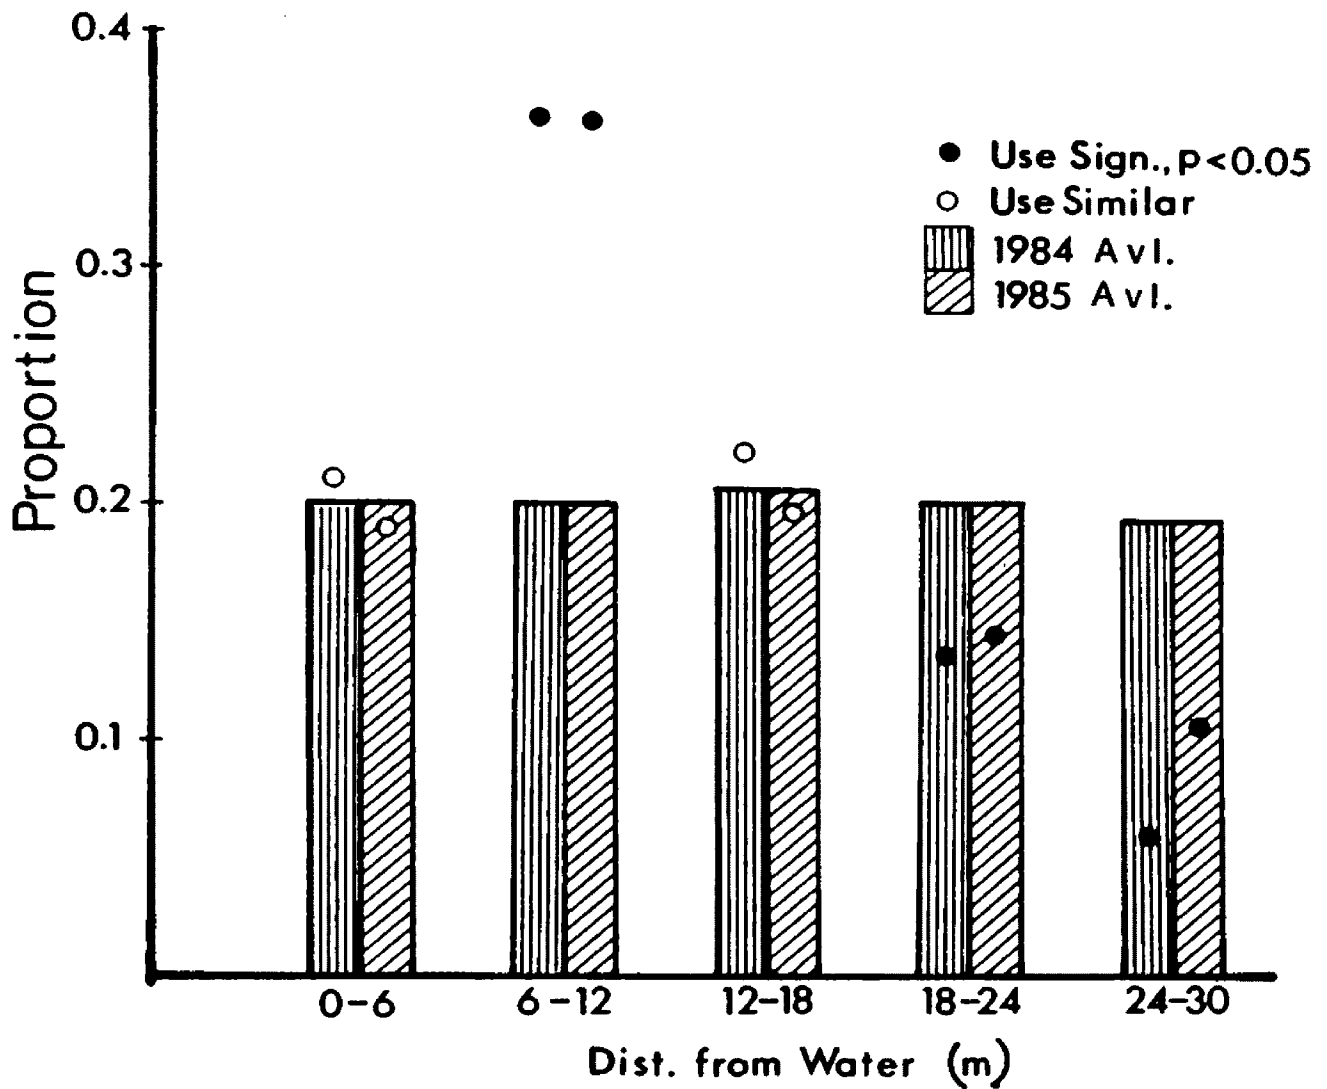 0.4
0.3
0.2
0.1
Proportion
Use Sign., p<0.05
Use Similar
1984 Avl.
1985 Avl.
0-6 6-12 12-18 18-24 24-30
Dist. from Water (m)